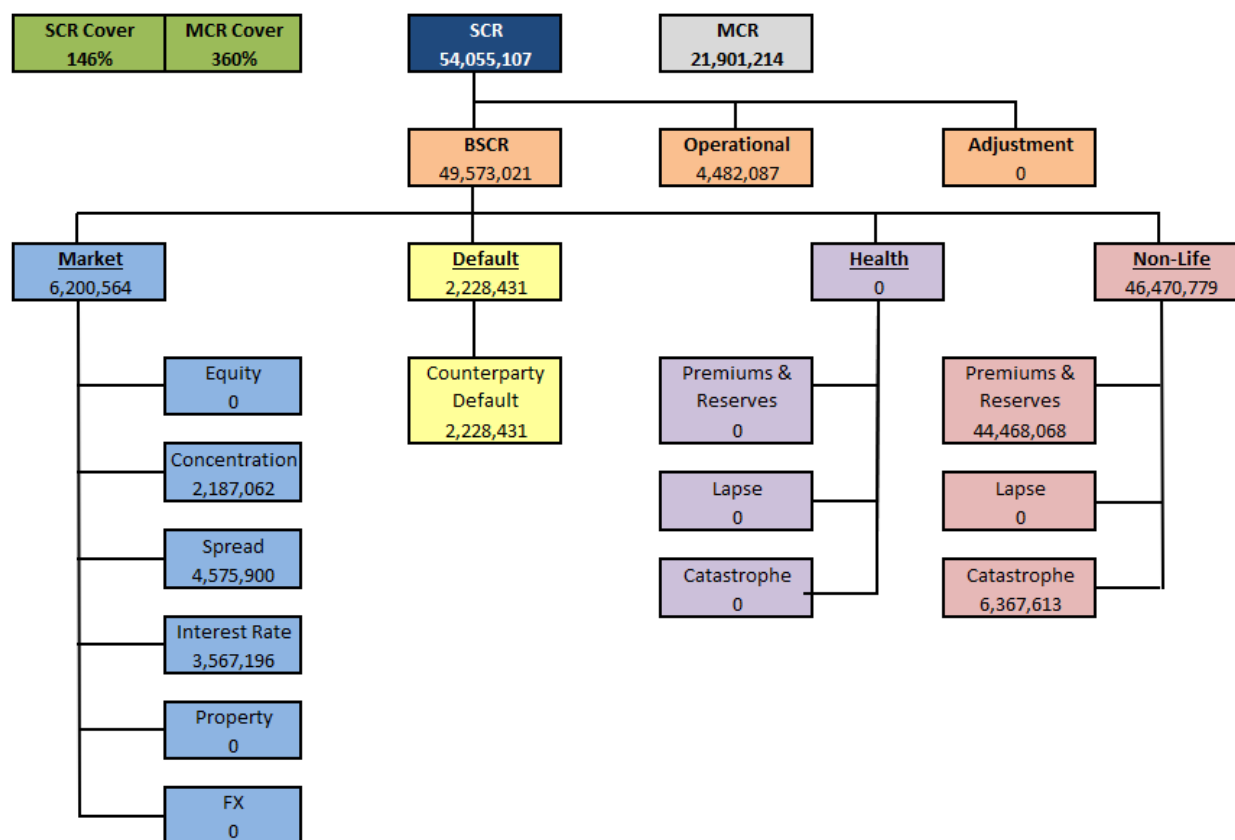 SCR Cover
146%
MCR Cover
360%
SCR
54,055,107
MCR
21,901,214
BSCR
49,573,021
Operational
4,482,087
Adjustment
0
Market
6,200,564
Default
2,228,431
Health
0
Non-Life
46,470,779
Equity
0
Concentration
2,187,062
Spread
4,575,900
Interest Rate
3,567,196
Property
0
FX
0
Counterparty
Default
2,228,431
Premiums &
Reserves
0
Lapse
0
Catastrophe
0
Premiums &
Reserves
44,468,068
Lapse
0
Catastrophe
6,367,613